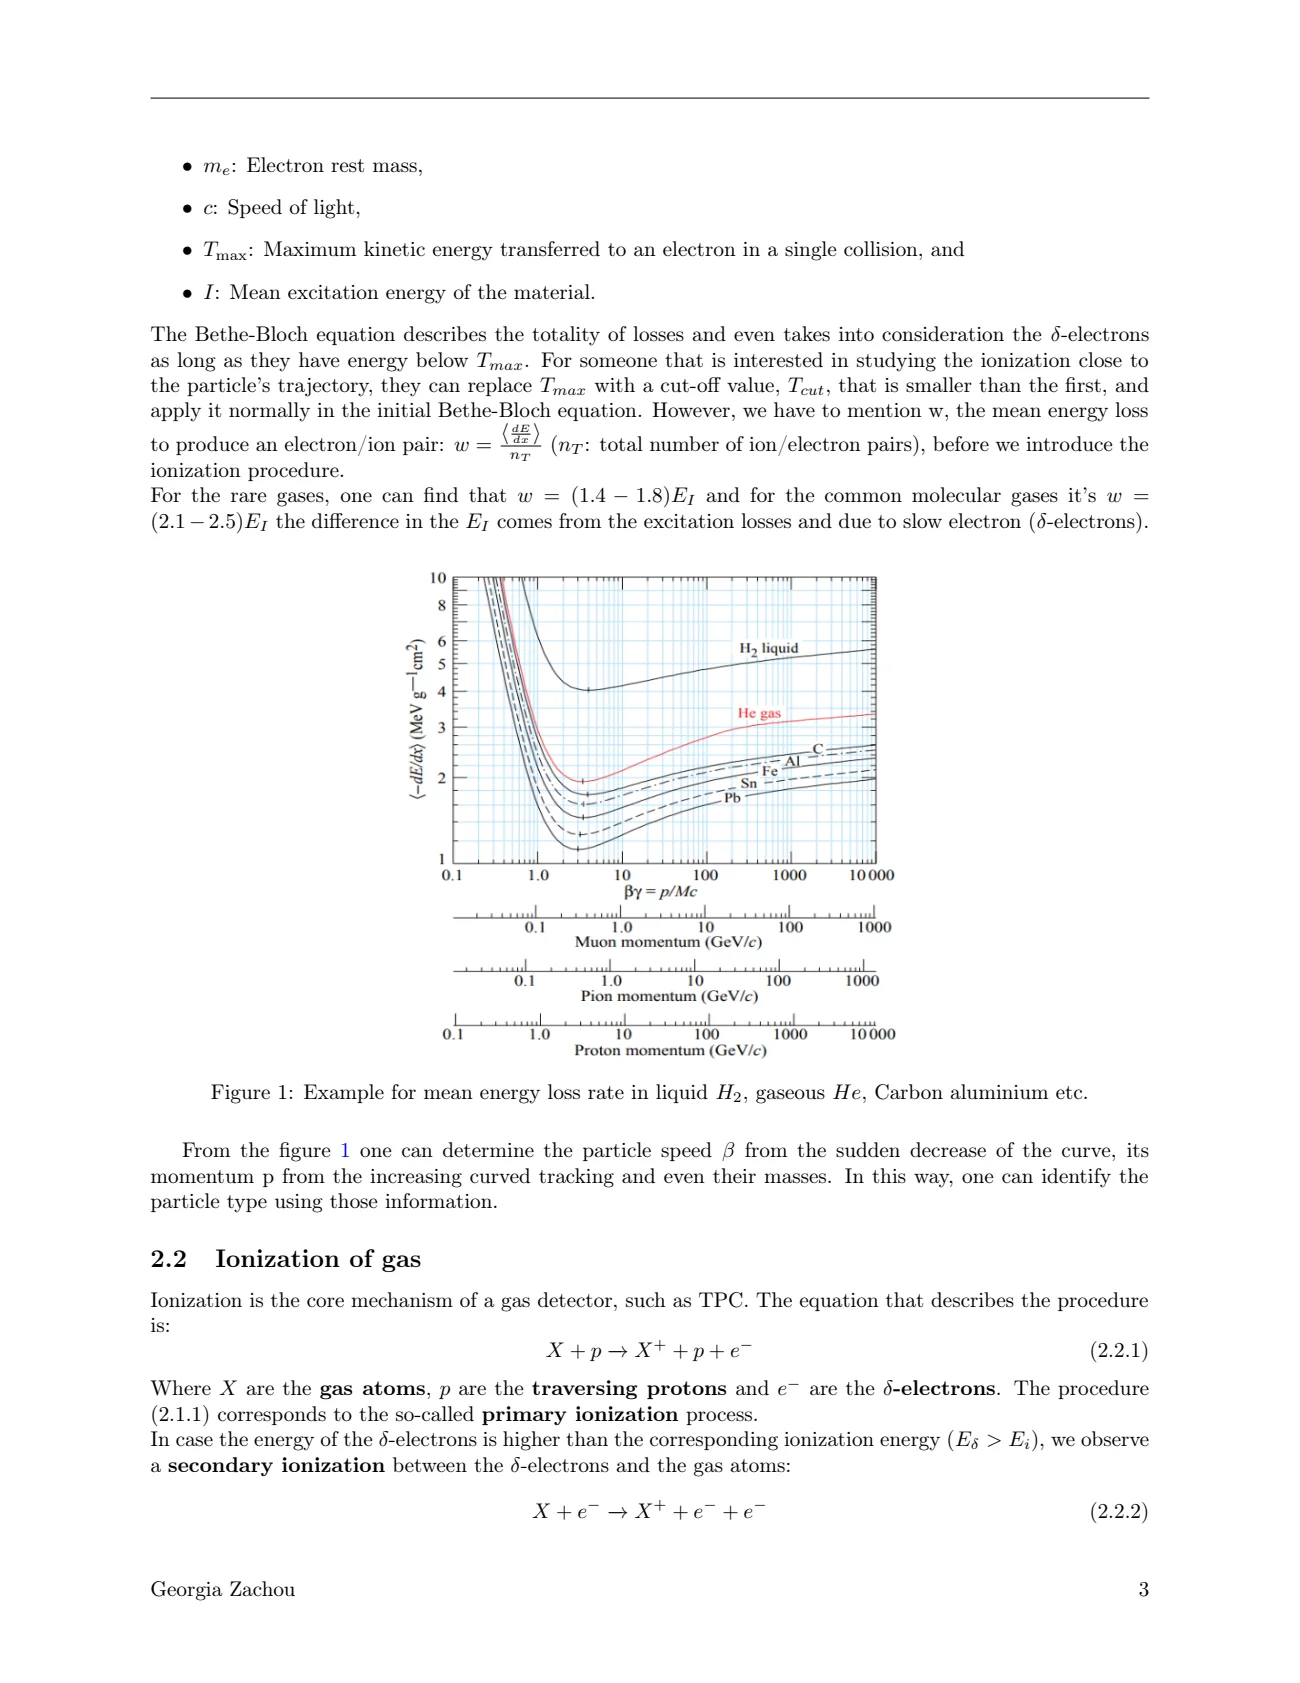 • mₑ: Electron rest mass,
• c: Speed of light,
• Tmax: Maximum kinetic energy transferred to an electron in a single collision, and
• I: Mean excitation energy of the material.
The Bethe-Bloch equation describes the totality of losses and even takes into consideration the δ-electrons
as long as they have energy below Tmax. For someone that is interested in studying the ionization close to
the particle's trajectory, they can replace Tmax with a cut-off value, Tcut, that is smaller than the first, and
apply it normally in the initial Bethe-Bloch equation. However, we have to mention w, the mean energy loss
to produce an electron/ion pair: w = ⟨dE/dx⟩/nT (nT: total number of ion/electron pairs), before we introduce the
ionization procedure.
For the rare gases, one can find that w = (1.4 − 1.8)EI and for the common molecular gases it's w =
(2.1 − 2.5)EI the difference in the EI comes from the excitation losses and due to slow electron (δ-electrons).
10
8
6
5
4
3
2
1
⟨−dE/dx⟩ (MeV g—1cm2)
H2 liquid
He gas
C
Al
Fe
Sn
Pb
0.1 1.0 10 100 1000 10 000
βγ = p/Mc
0.1 1.0 10 100 1000
Muon momentum (GeV/c)
0.1 1.0 10 100 1000
Pion momentum (GeV/c)
0.1 1.0 10 100 1000 10 000
Proton momentum (GeV/c)
Figure 1: Example for mean energy loss rate in liquid H2, gaseous He, Carbon aluminium etc.
From the figure 1 one can determine the particle speed β from the sudden decrease of the curve, its
momentum p from the increasing curved tracking and even their masses. In this way, one can identify the
particle type using those information.
2.2 Ionization of gas
Ionization is the core mechanism of a gas detector, such as TPC. The equation that describes the procedure
is:
X + p → X⁺ + p + e⁻ (2.2.1)
Where X are the gas atoms, p are the traversing protons and e⁻ are the δ-electrons. The procedure
(2.1.1) corresponds to the so-called primary ionization process.
In case the energy of the δ-electrons is higher than the corresponding ionization energy (Eδ > Ei), we observe
a secondary ionization between the δ-electrons and the gas atoms:
X + e⁻ → X⁺ + e⁻ + e⁻ (2.2.2)
Georgia Zachou 3